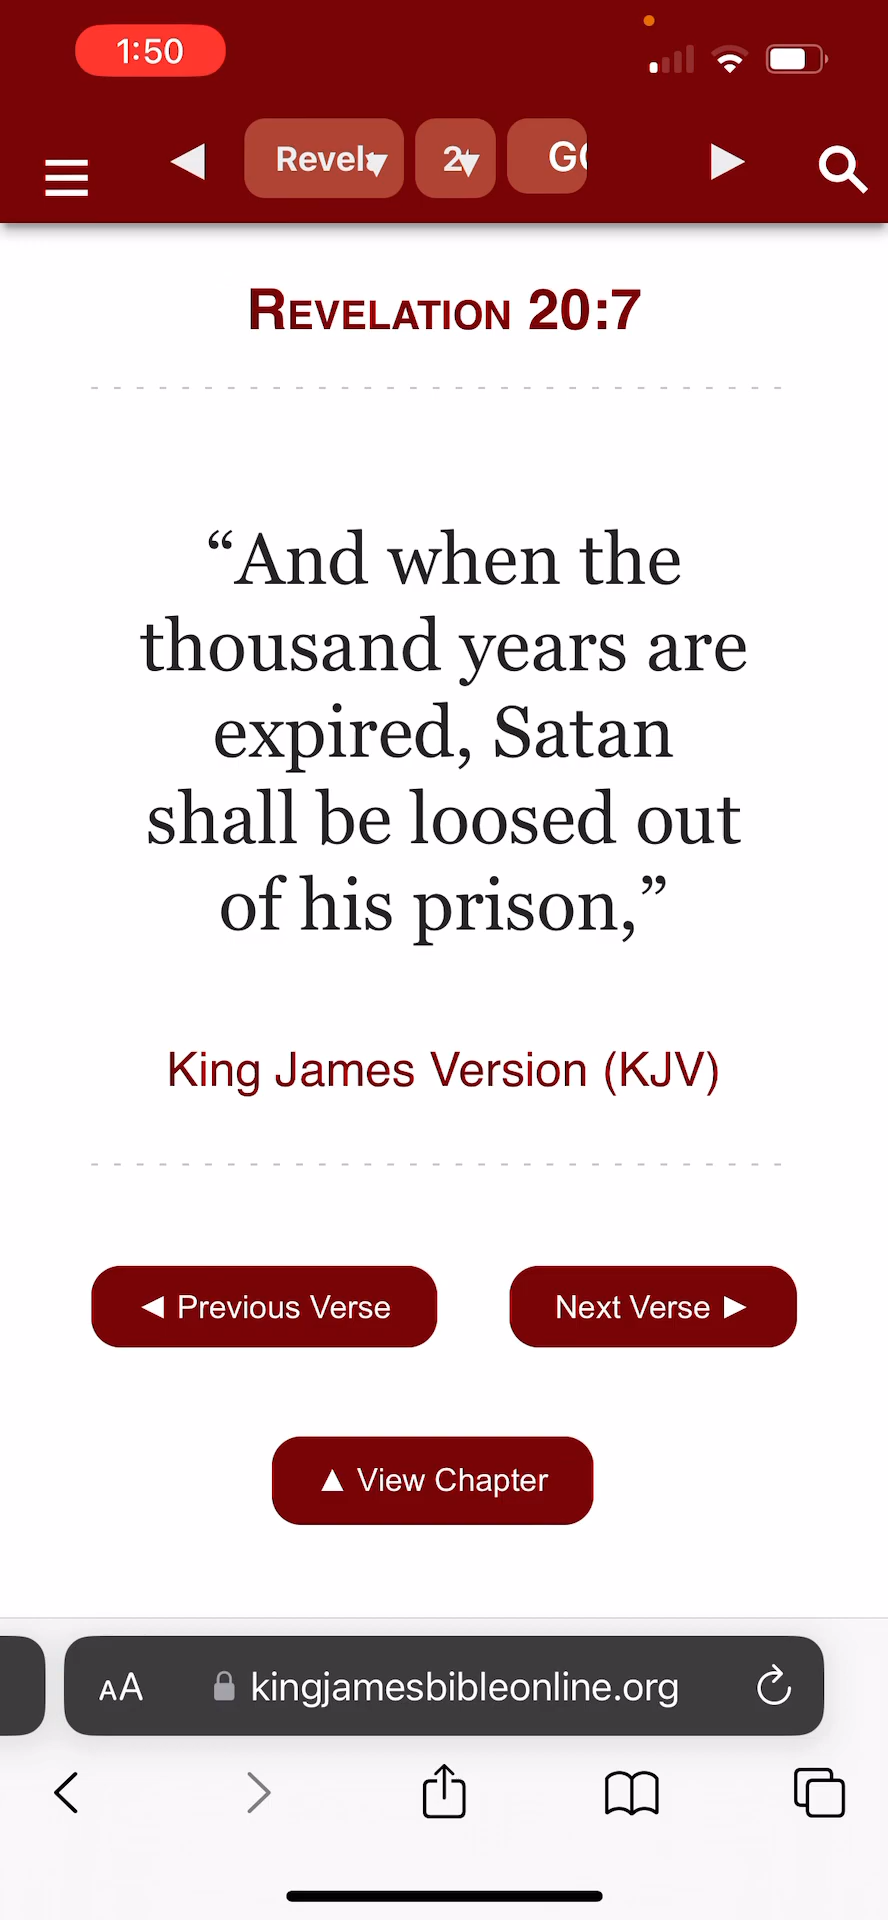 1:50
Revel
2
GO
REVELATION 20:7
“And when the
thousand years are
expired, Satan
shall be loosed out
of his prison,”
King James Version (KJV)
◀ Previous Verse
Next Verse ▶
▲ View Chapter
AA
kingjamesbibleonline.org